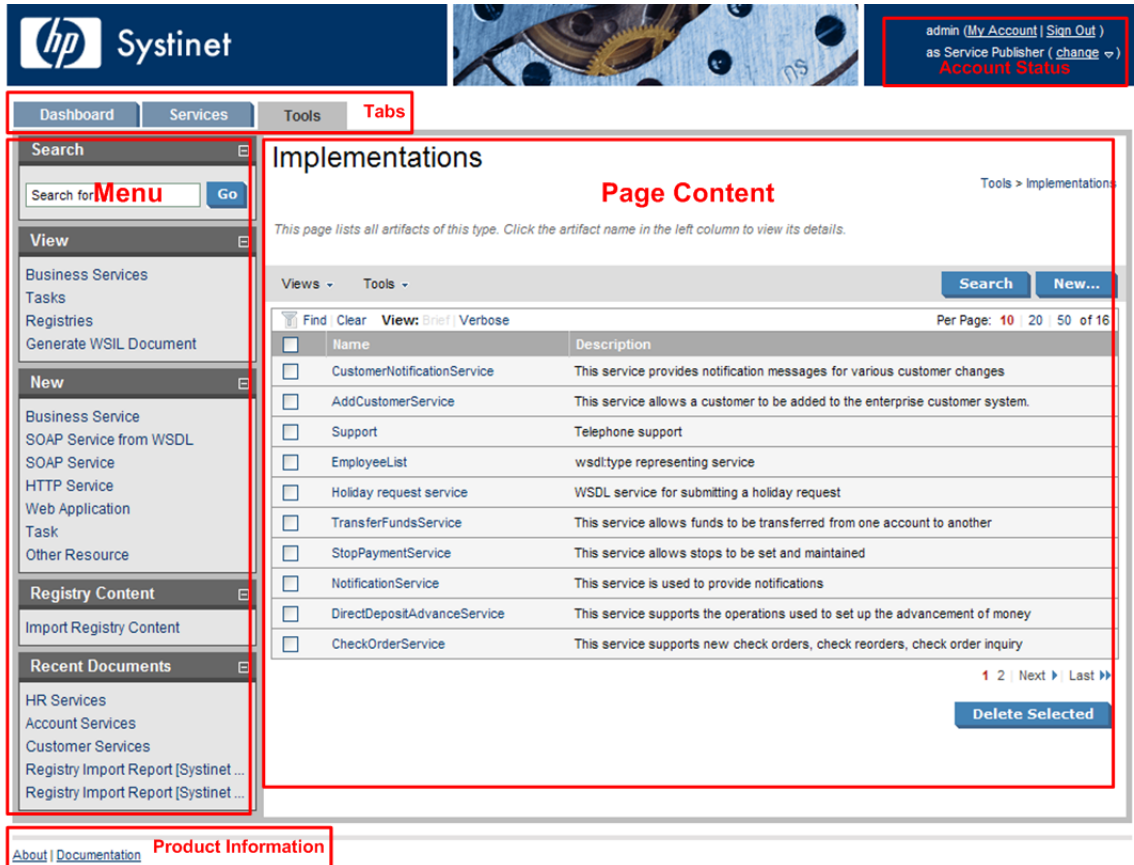 hp Systinet
admin (My Account | Sign Out )
as Service Publisher ( change )
Account Status
Dashboard Services Tools Tabs
Search
Search for Menu Go
View
Business Services
Tasks
Registries
Generate WSIL Document
New
Business Service
SOAP Service from WSDL
SOAP Service
HTTP Service
Web Application
Task
Other Resource
Registry Content
Import Registry Content
Recent Documents
HR Services
Account Services
Customer Services
Registry Import Report [Systinet ...
Registry Import Report [Systinet ...
Implementations
Page Content
Tools > Implementations
This page lists all artifacts of this type. Click the artifact name in the left column to view its details.
Views Tools Search New...
Find | Clear View: Brief | Verbose Per Page: 10 | 20 | 50 of 16
Name Description
CustomerNotificationService This service provides notification messages for various customer changes
AddCustomerService This service allows a customer to be added to the enterprise customer system.
Support Telephone support
EmployeeList wsdl:type representing service
Holiday request service WSDL service for submitting a holiday request
TransferFundsService This service allows funds to be transferred from one account to another
StopPaymentService This service allows stops to be set and maintained
NotificationService This service is used to provide notifications
DirectDepositAdvanceService This service supports the operations used to set up the advancement of money
CheckOrderService This service supports new check orders, check reorders, check order inquiry
1 2 | Next | Last
Delete Selected
About | Documentation Product Information